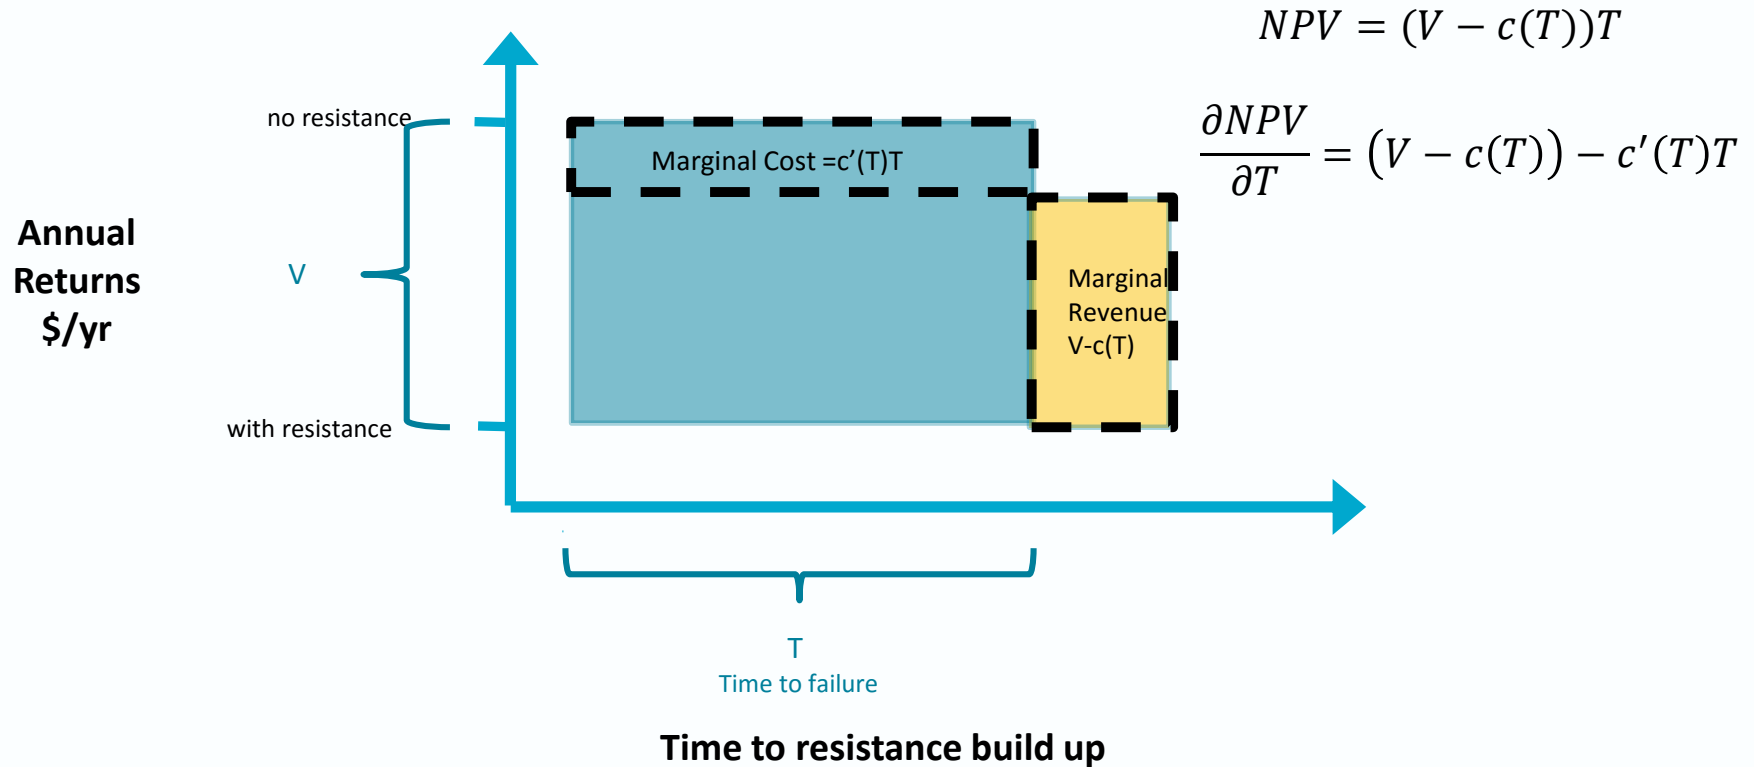 NPV = (V − c(T))T
∂NPV/∂T = (V − c(T)) − c′(T)T
no resistance
Marginal Cost =c’(T)T
Annual
Returns
$/yr
V
Marginal
Revenue
V-c(T)
with resistance
T
Time to failure
Time to resistance build up